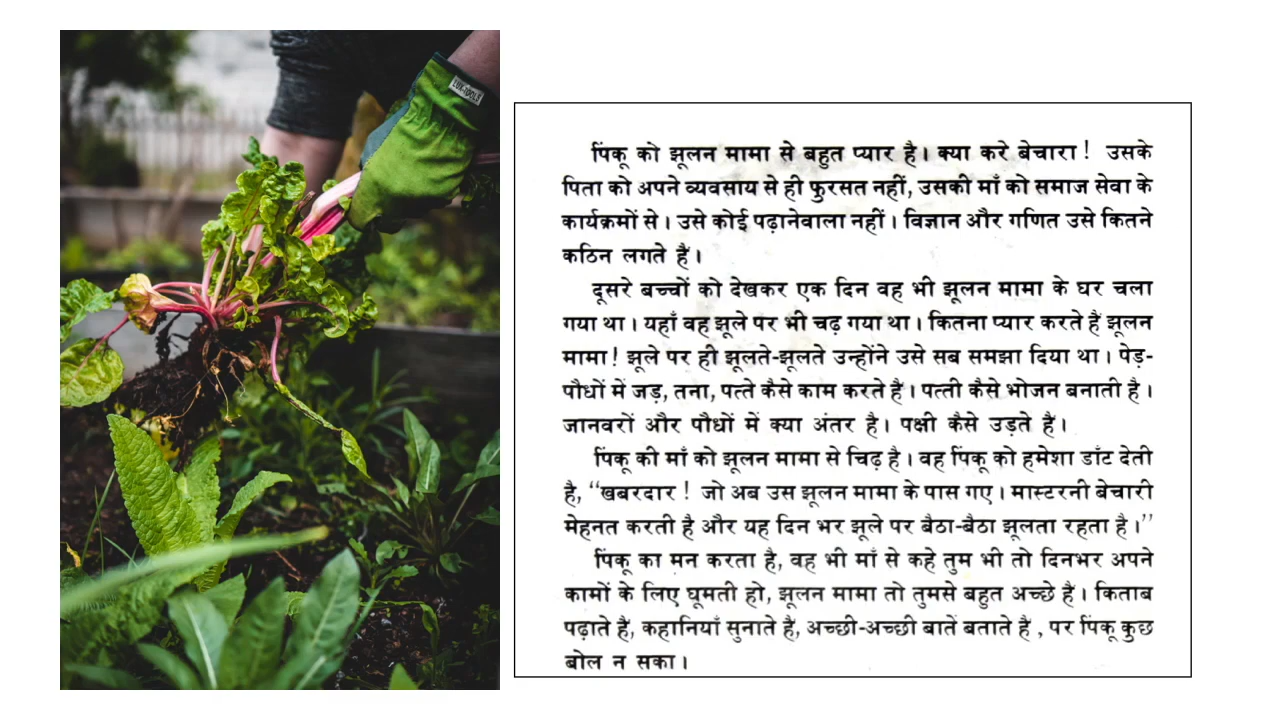 LUX-TOOLS
पिंकू को झूलन मामा से बहुत प्यार है। क्या करे बेचारा! उसके
पिता को अपने व्यवसाय से ही फुरसत नहीं, उसकी माँ को समाज सेवा के
कार्यक्रमों से। उसे कोई पढ़ानेवाला नहीं। विज्ञान और गणित उसे कितने
कठिन लगते हैं।
दूसरे बच्चों को देखकर एक दिन वह भी झूलन मामा के घर चला
गया था। यहाँ वह झूले पर भी चढ़ गया था। कितना प्यार करते हैं झूलन
मामा! झूले पर ही झूलते-झूलते उन्होंने उसे सब समझा दिया था। पेड़-
पौधों में जड़, तना, पत्ते कैसे काम करते है। पत्ती कैसे भोजन बनाती है।
जानवरों और पौधों में क्या अंतर है। पक्षी कैसे उड़ते हैं।
पिंकू की माँ को झूलन मामा से चिढ़ है। वह पिंकू को हमेशा डाँट देती
है, “खबरदार! जो अब उस झूलन मामा के पास गए। मास्टरनी बेचारी
मेहनत करती है और यह दिन भर झूले पर बैठा-बैठा झूलता रहता है।”
पिंकू का मन करता है, वह भी माँ से कहे तुम भी तो दिनभर अपने
कामों के लिए घूमती हो, झूलन मामा तो तुमसे बहुत अच्छे हैं। किताब
पढ़ाते हैं, कहानियाँ सुनाते हैं, अच्छी-अच्छी बातें बताते हैं, पर पिंकू कुछ
बोल न सका।